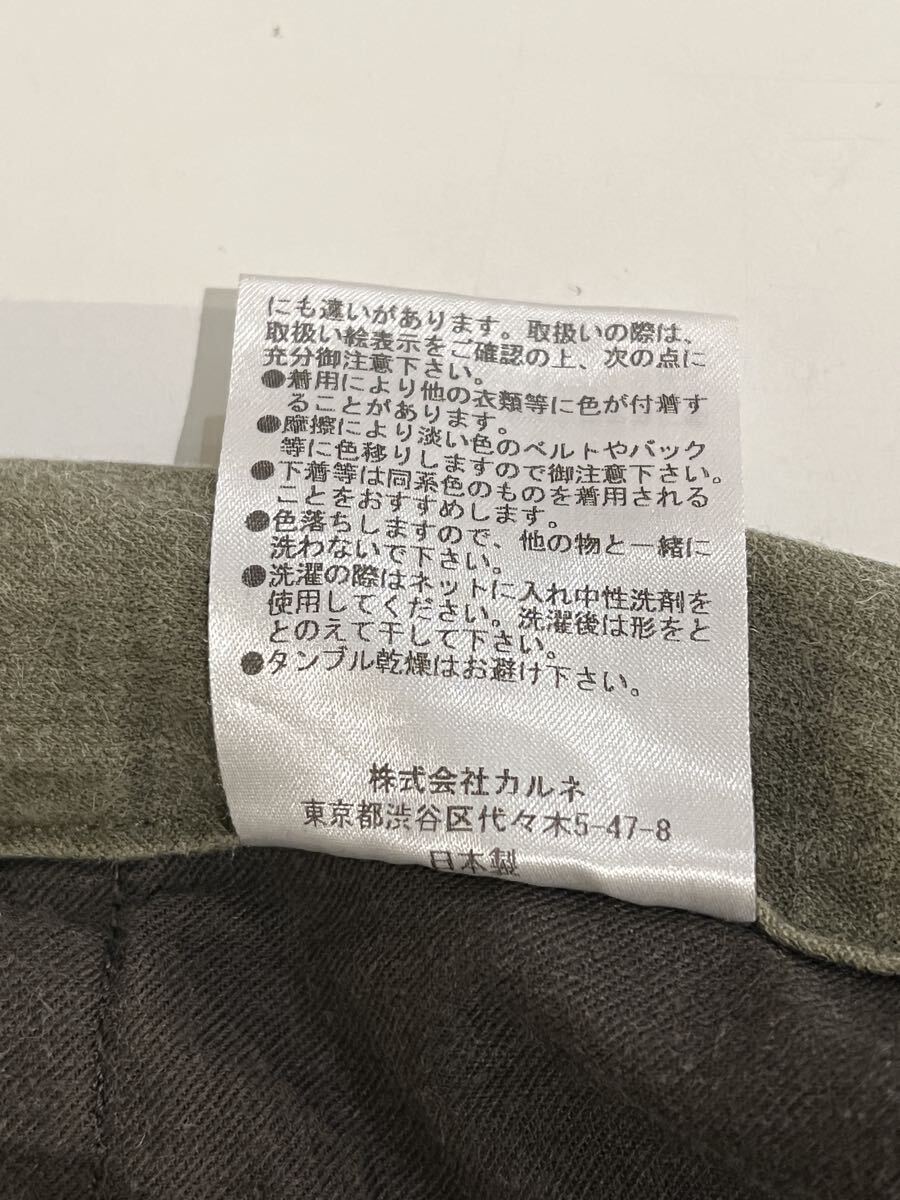 にも違いがあります。取扱いの際は、
取扱い絵表示をご確認の上、次の点に
充分御注意下さい。
●着用により他の衣類等に色が付着す
ることがあります。
●摩擦により淡い色のベルトやバック
等に色移りしますので御注意下さい。
●下着等は同系色のものを着用される
ことをおすすめします。
●色落ちしますので、他の物と一緒に
洗わないで下さい。
●洗濯の際はネットに入れ中性洗剤を
使用してください。洗濯後は形をと
とのえて干して下さい。
●タンブル乾燥はお避け下さい。
株式会社カルネ
東京都渋谷区代々木5-47-8
日本